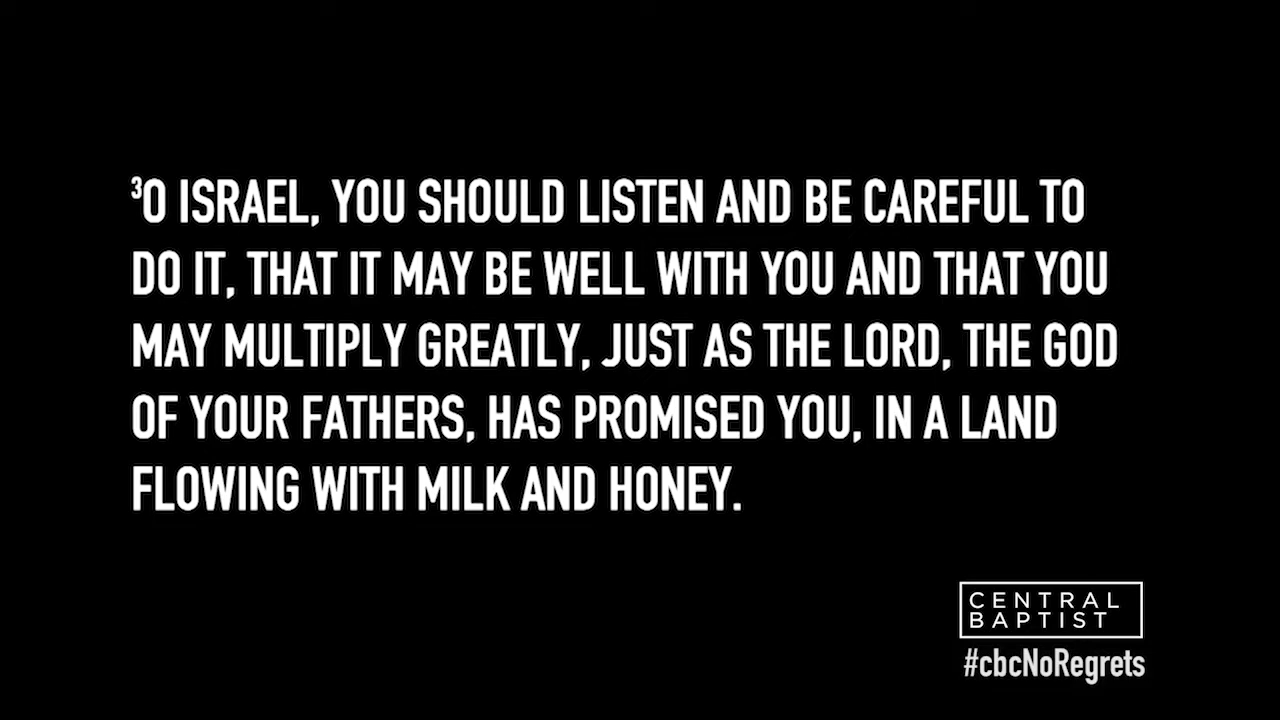 ³O ISRAEL, YOU SHOULD LISTEN AND BE CAREFUL TO
DO IT, THAT IT MAY BE WELL WITH YOU AND THAT YOU
MAY MULTIPLY GREATLY, JUST AS THE LORD, THE GOD
OF YOUR FATHERS, HAS PROMISED YOU, IN A LAND
FLOWING WITH MILK AND HONEY.
CENTRAL
BAPTIST
#cbcNoRegrets